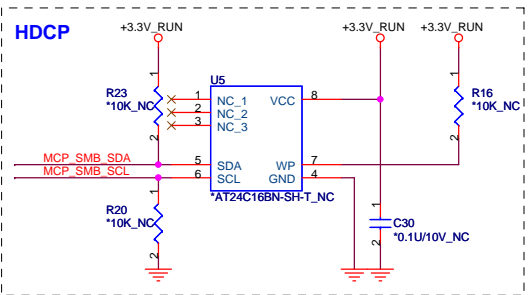 HDCP
+3.3V_RUN
+3.3V_RUN
+3.3V_RUN
U5
R23
*10K_NC
1
2
1 NC_1
2 NC_2
3 NC_3
VCC 8
R16
*10K_NC
1
2
MCP_SMB_SDA
MCP_SMB_SCL
5 SDA
6 SCL
WP 7
GND 4
*AT24C16BN-SH-T_NC
R20
*10K_NC
1
2
C30
*0.1U/10V_NC
1
2